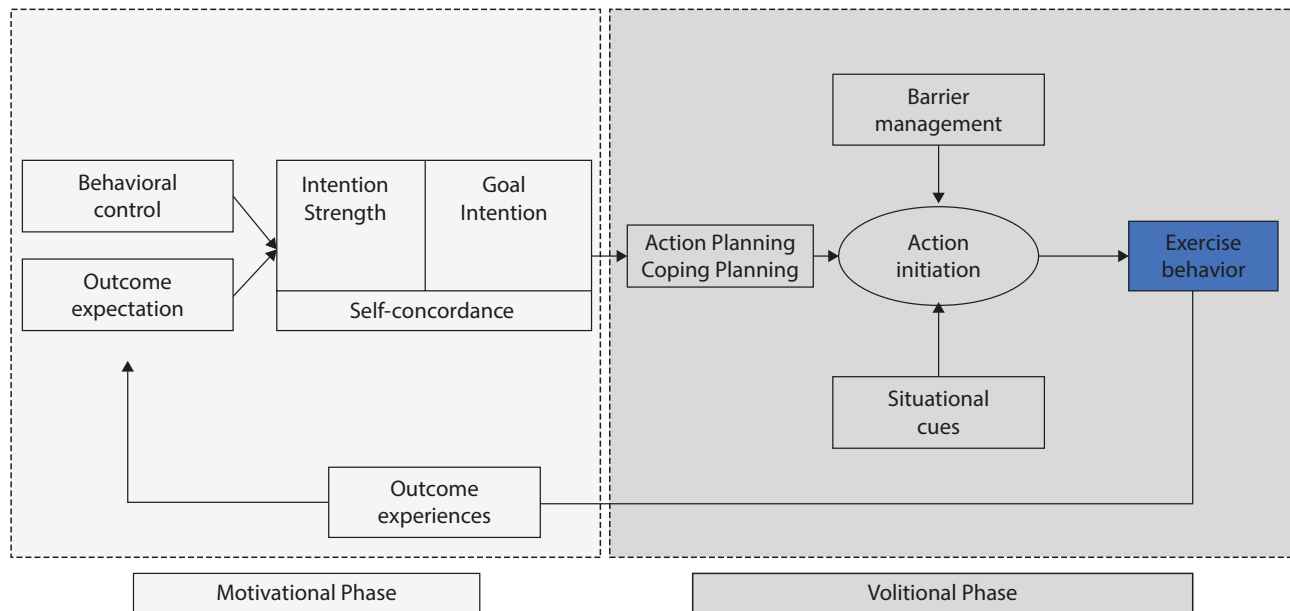 Behavioral
control
Outcome
expectation
Intention
Strength
Goal
Intention
Self-concordance
Outcome
experiences
Motivational Phase
Barrier
management
Action Planning
Coping Planning
Action
initiation
Exercise
behavior
Situational
cues
Volitional Phase